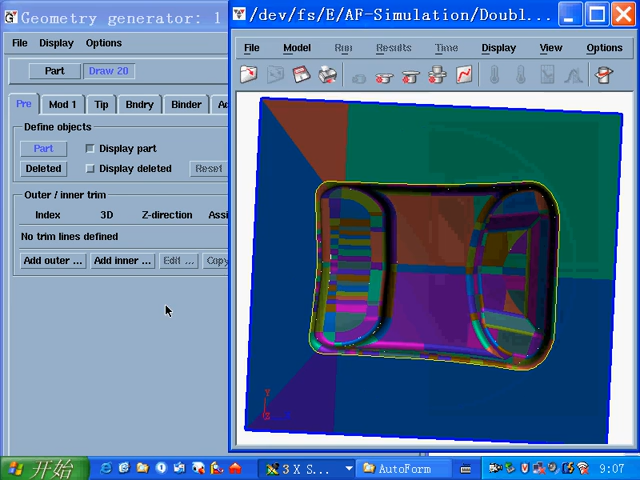 Geometry generator: 1
File Display Options
Part Draw 20
Pre Mod 1 Tip Bndry Binder
Define objects
Part Display part
Deleted Display deleted Reset
Outer / inner trim
Index 3D Z-direction
No trim lines defined
Add outer ... Add inner ... Edit ... Copy
/dev/fs/E/AF-Simulation/Doubl...
File Model Run Results Time Display View Options
开始 3 X S... AutoForm 9:07